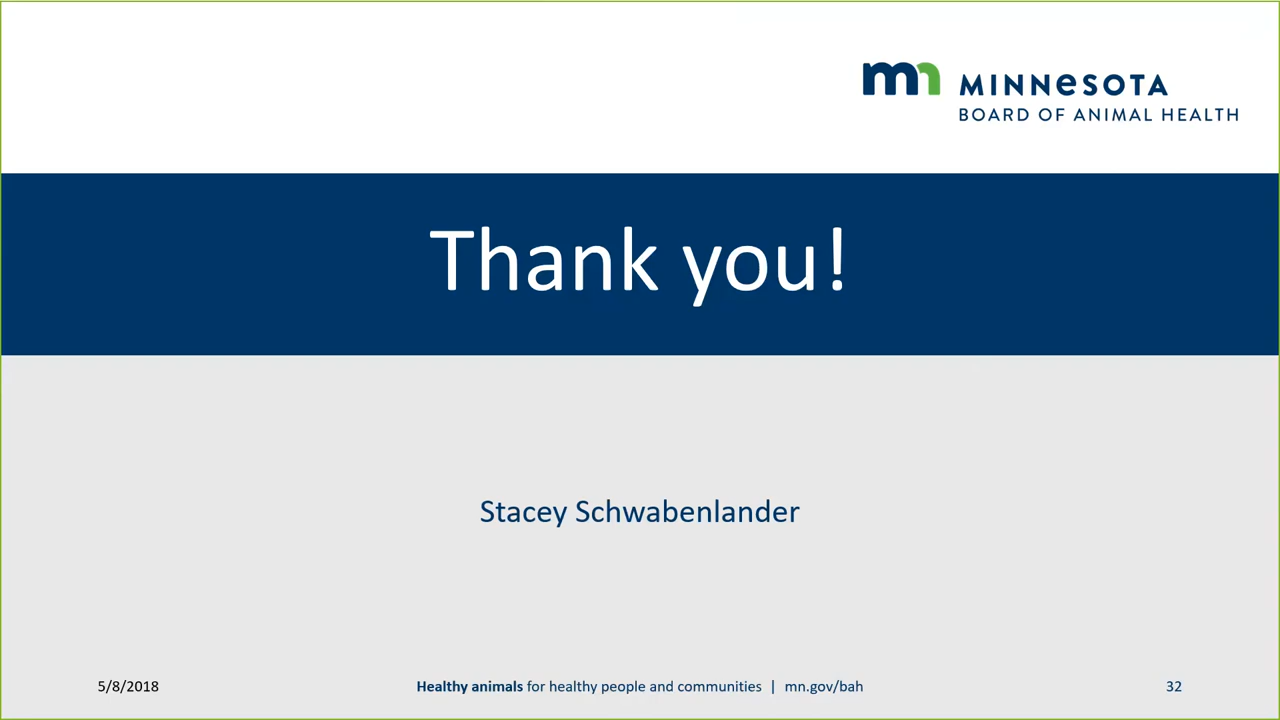 mn MINNESOTA
BOARD OF ANIMAL HEALTH
Thank you!
Stacey Schwabenlander
5/8/2018 Healthy animals for healthy people and communities | mn.gov/bah 32